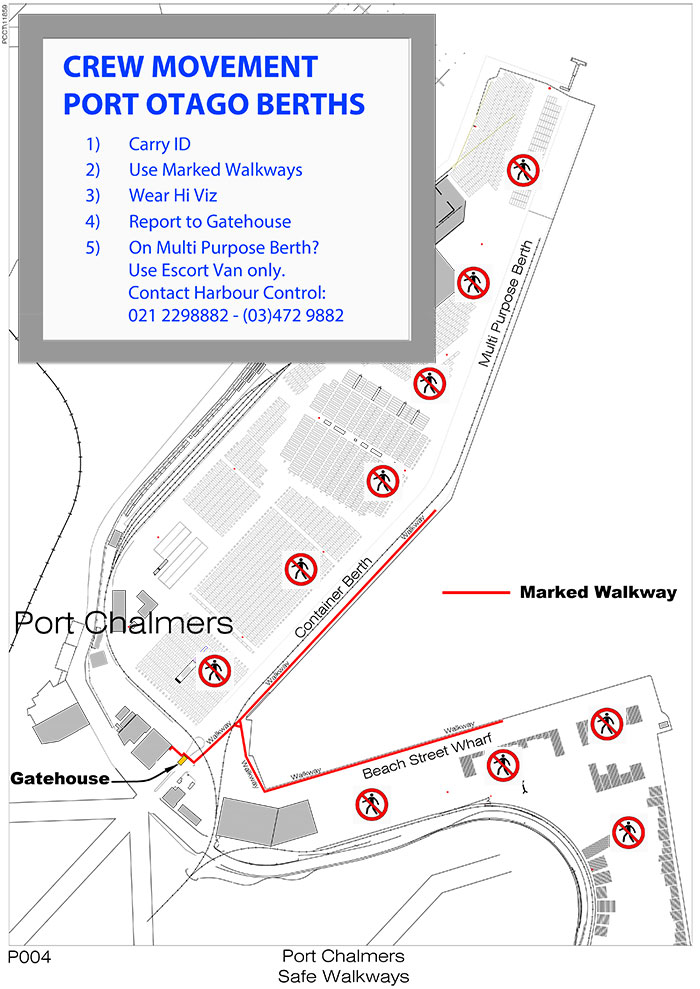 PCCT\11659
CREW MOVEMENT
PORT OTAGO BERTHS
1) Carry ID
2) Use Marked Walkways
3) Wear Hi Viz
4) Report to Gatehouse
5) On Multi Purpose Berth?
Use Escort Van only.
Contact Harbour Control:
021 2298882 - (03)472 9882
Multi Purpose Berth
Walkway
Container Berth
Marked Walkway
Port Chalmers
Walkway
Walkway
Walkway
Beach Street Wharf
Walkway
Walkway
Gatehouse
P004
Port Chalmers
Safe Walkways